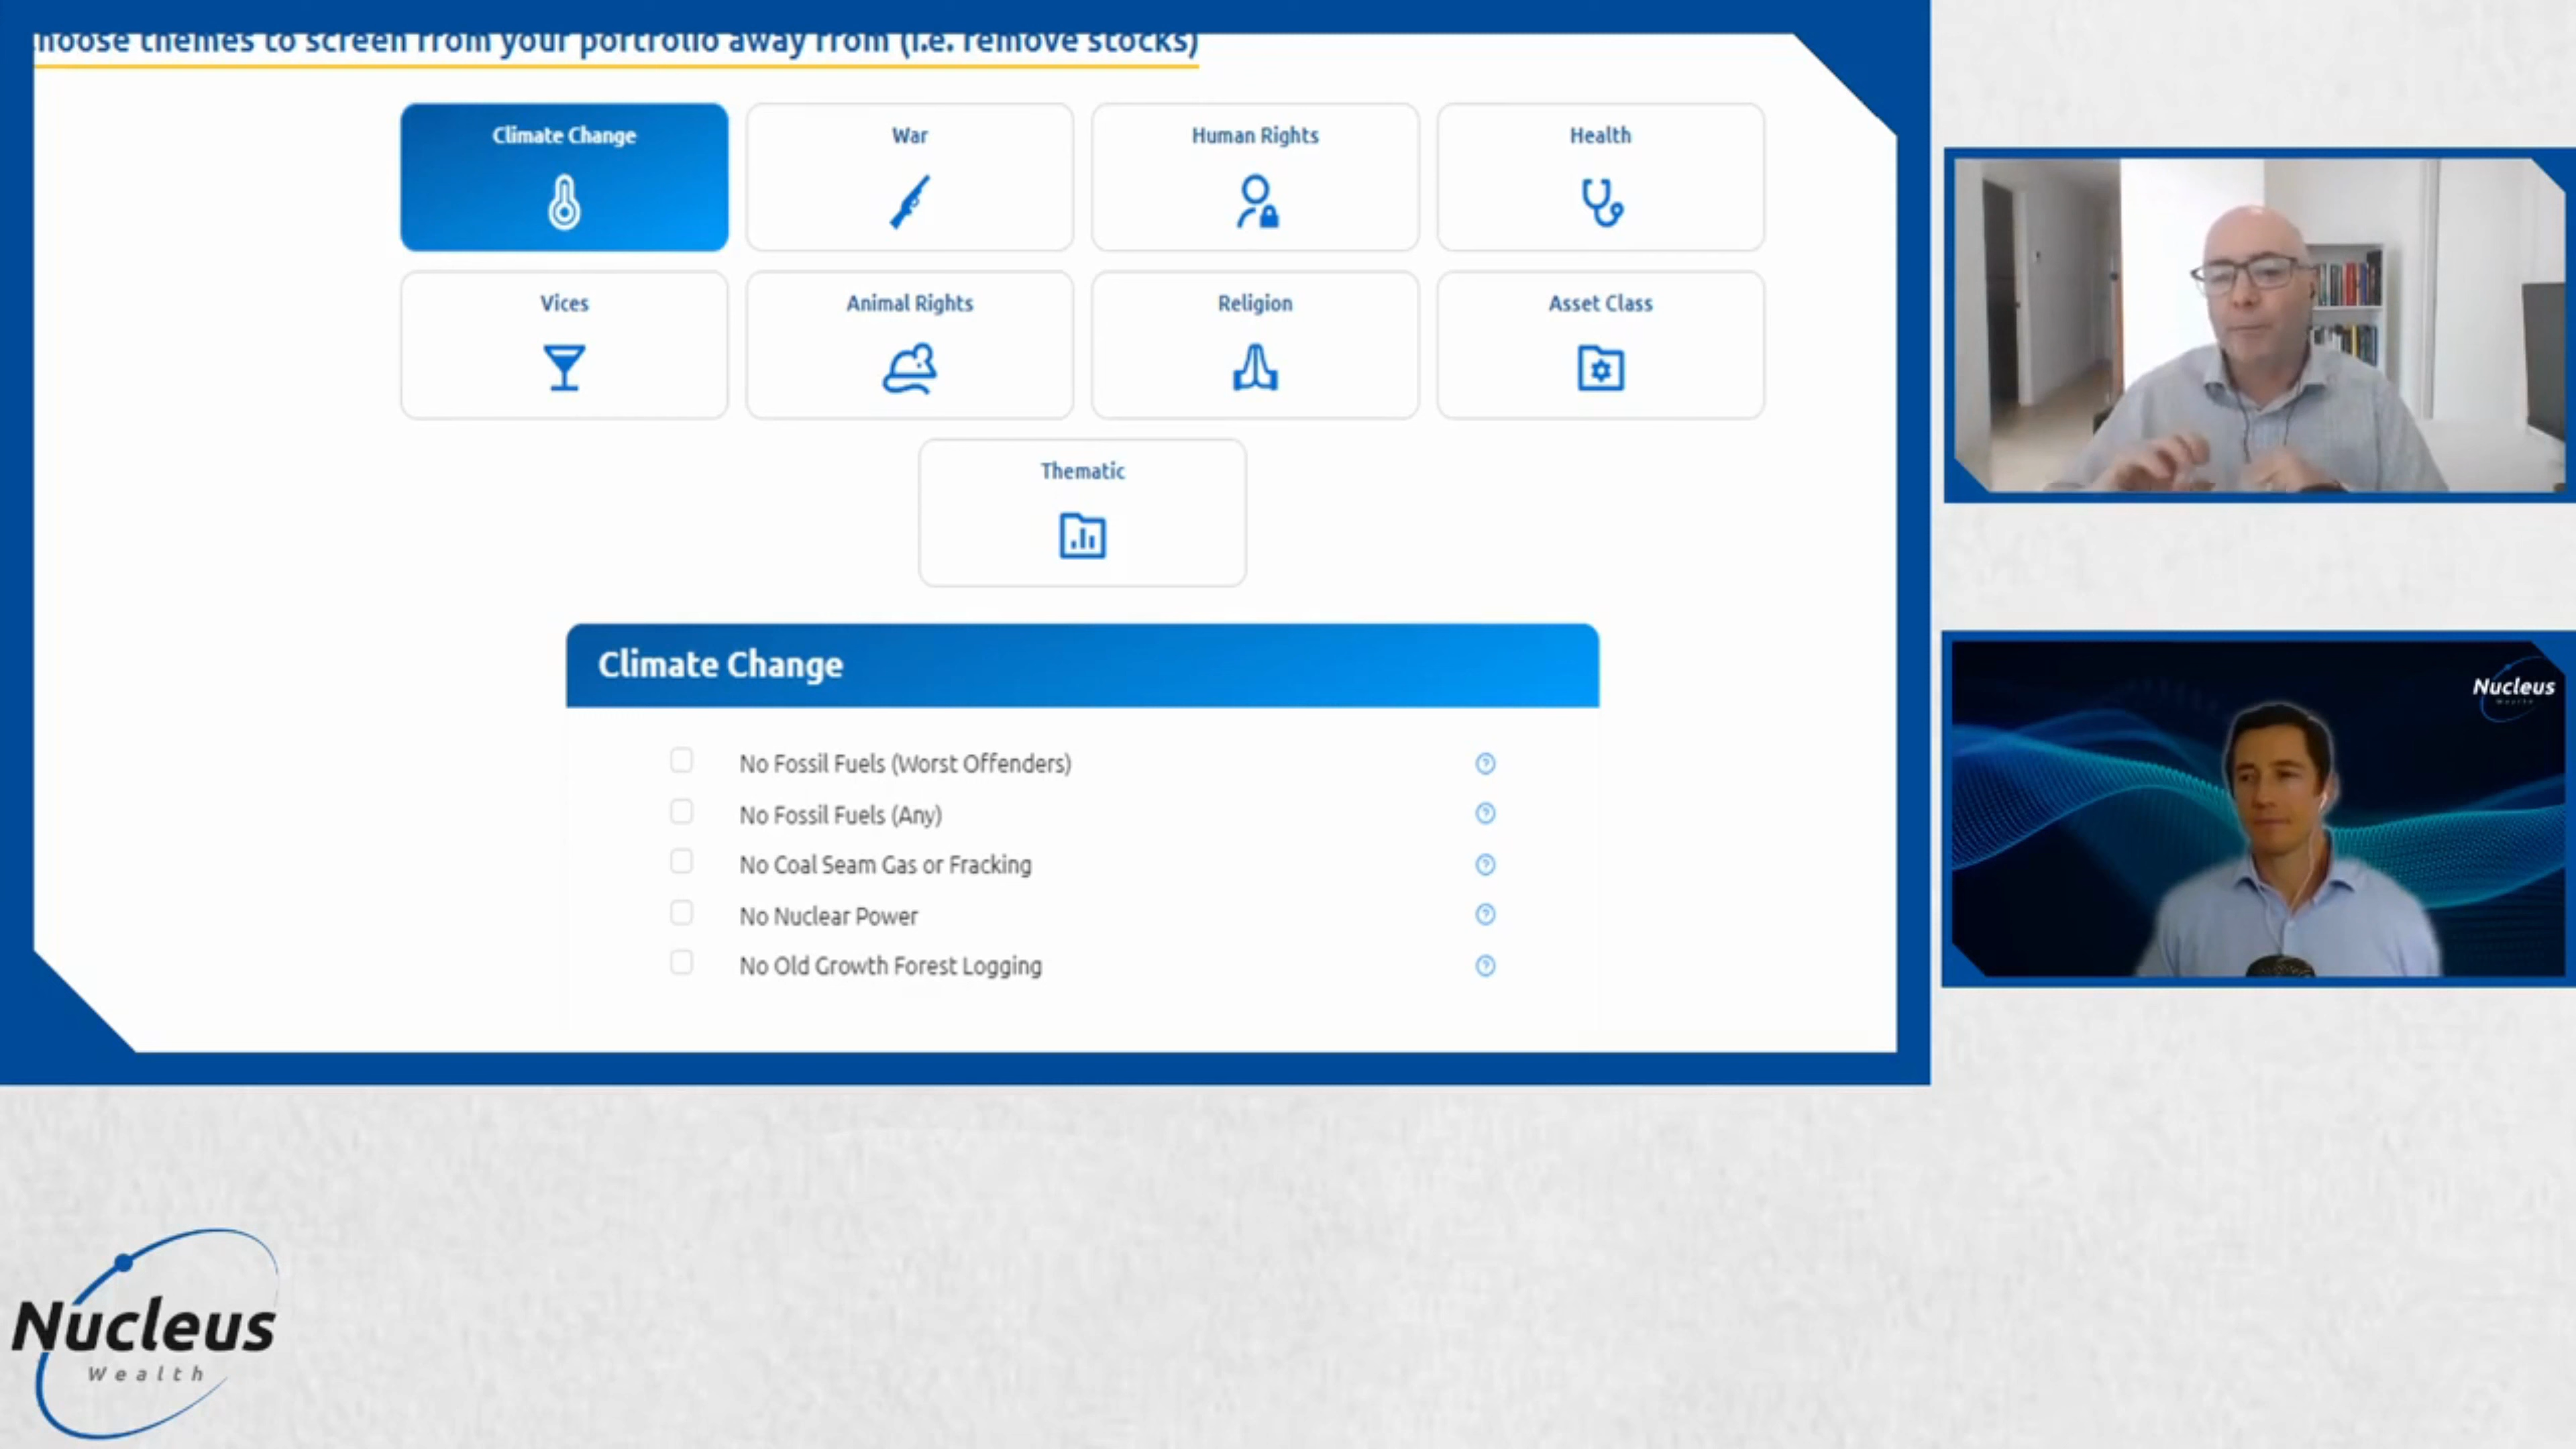 hoose themes to screen from your portfolio away from (i.e. remove stocks)
Climate Change
War
Human Rights
Health
Vices
Animal Rights
Religion
Asset Class
Thematic
Climate Change
No Fossil Fuels (Worst Offenders)
No Fossil Fuels (Any)
No Coal Seam Gas or Fracking
No Nuclear Power
No Old Growth Forest Logging
Nucleus
Wealth
Nucleus
Wealth